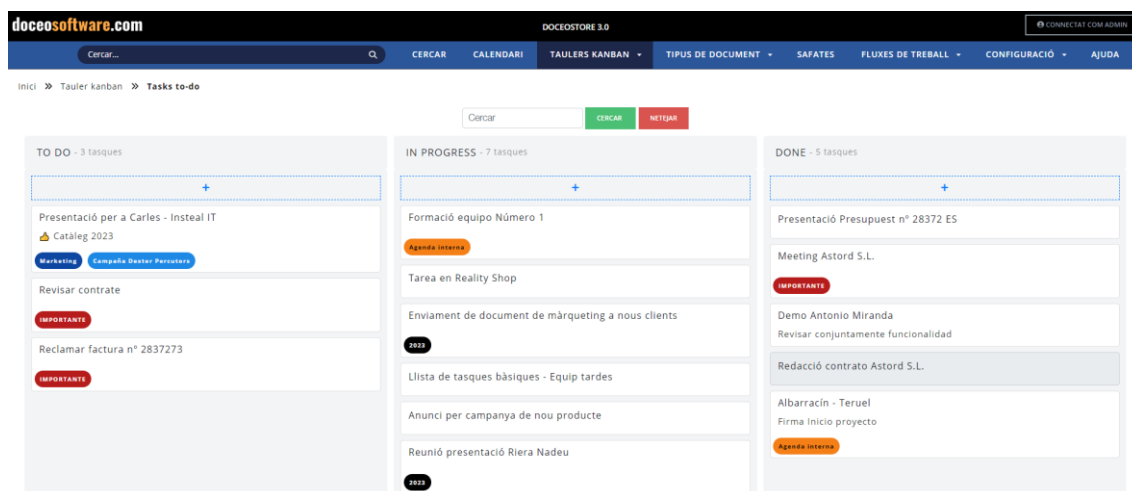 doceosoftware.com
DOCEOSTORE 3.0
CONNECTAT COM ADMIN
Cercar...
CERCAR
CALENDARI
TAULERS KANBAN
TIPUS DE DOCUMENT
SAFATES
FLUXES DE TREBALL
CONFIGURACIÓ
AJUDA
Inici » Tauler kanban » Tasks to-do
Cercar
CERCAR
NETEJAR
TO DO - 3 tasques
+
Presentació per a Carles - Insteal IT
👍 Catàleg 2023
Marketing
Campaña Dexter Percutors
Revisar contrate
IMPORTANTE
Reclamar factura nº 2837273
IMPORTANTE
IN PROGRESS - 7 tasques
+
Formació equipo Número 1
Agenda interna
Tarea en Reality Shop
Enviament de document de màrqueting a nous clients
2023
Llista de tasques bàsiques - Equip tardes
Anunci per campanya de nou producte
Reunió presentació Riera Nadeu
2023
DONE - 5 tasques
+
Presentació Presupuest nº 28372 ES
Meeting Astord S.L.
IMPORTANTE
Demo Antonio Miranda
Revisar conjuntamente funcionalidad
Redacció contrato Astord S.L.
Albarracín - Teruel
Firma Inicio proyecto
Agenda interna